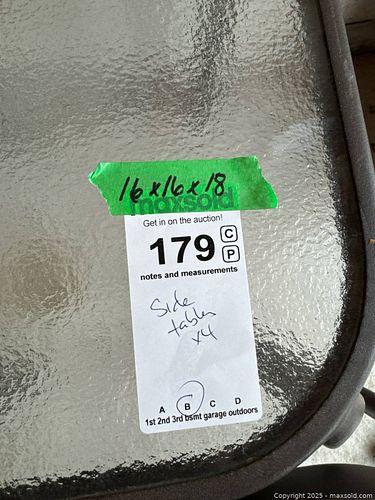 16x16x18
maxsold
Get in on the auction!
179 C
P
notes and measurements
Side
tables
x4
A B C D
1st 2nd 3rd bsmt garage outdoors
Copyright © 2025 - maxsold.com